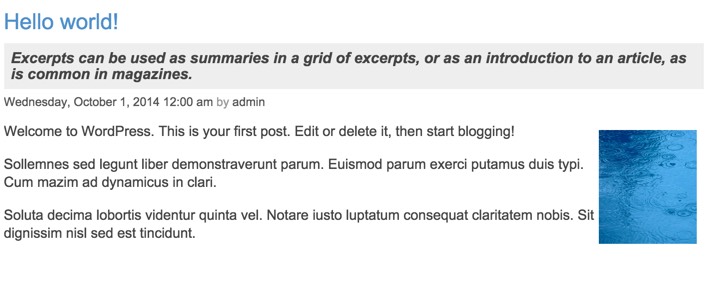 Hello world!
Excerpts can be used as summaries in a grid of excerpts, or as an introduction to an article, as
is common in magazines.
Wednesday, October 1, 2014 12:00 am by admin
Welcome to WordPress. This is your first post. Edit or delete it, then start blogging!
Sollemnes sed legunt liber demonstraverunt parum. Euismod parum exerci putamus duis typi.
Cum mazim ad dynamicus in clari.
Soluta decima lobortis videntur quinta vel. Notare iusto luptatum consequat claritatem nobis. Sit
dignissim nisl sed est tincidunt.